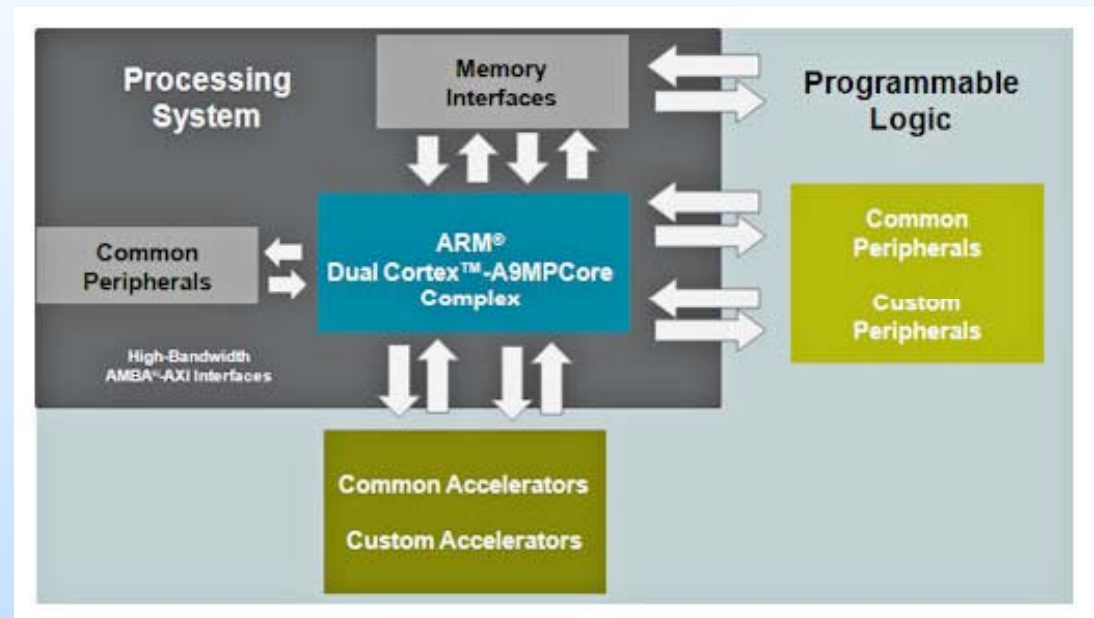 Processing
System
Memory
Interfaces
Programmable
Logic
Common
Peripherals
ARM®
Dual Cortex™-A9MPCore
Complex
Common
Peripherals
Custom
Peripherals
High-Bandwidth
AMBA®-AXI Interfaces
Common Accelerators
Custom Accelerators